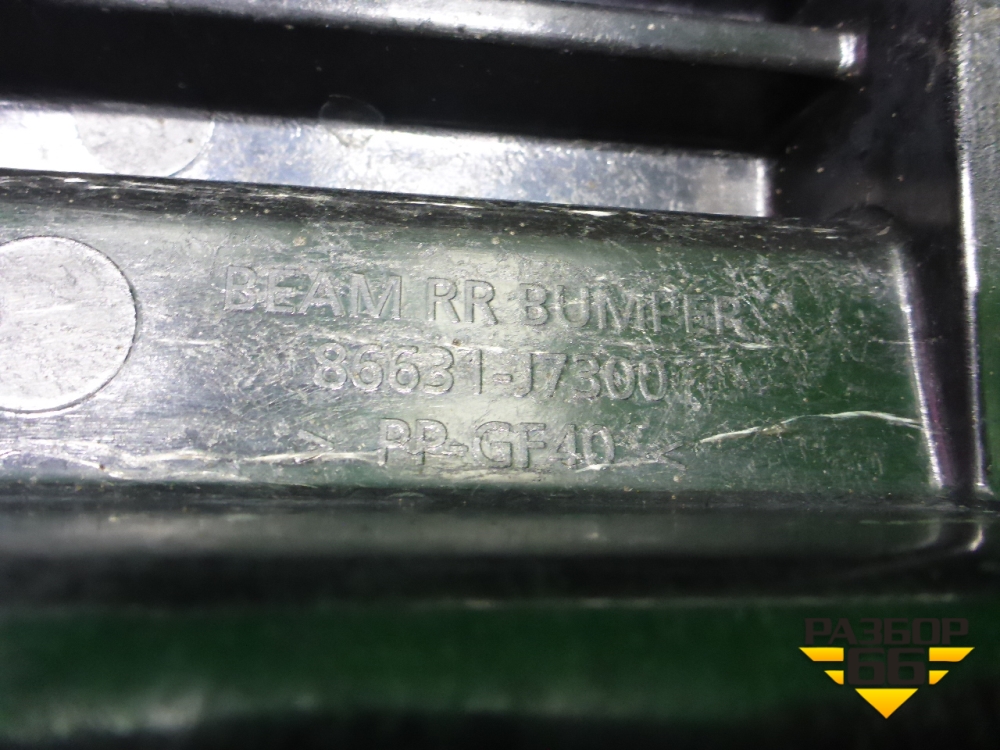 BEAM RR BUMPER
86631-J7300
> PP-GF40 <
РАЗБОР
66